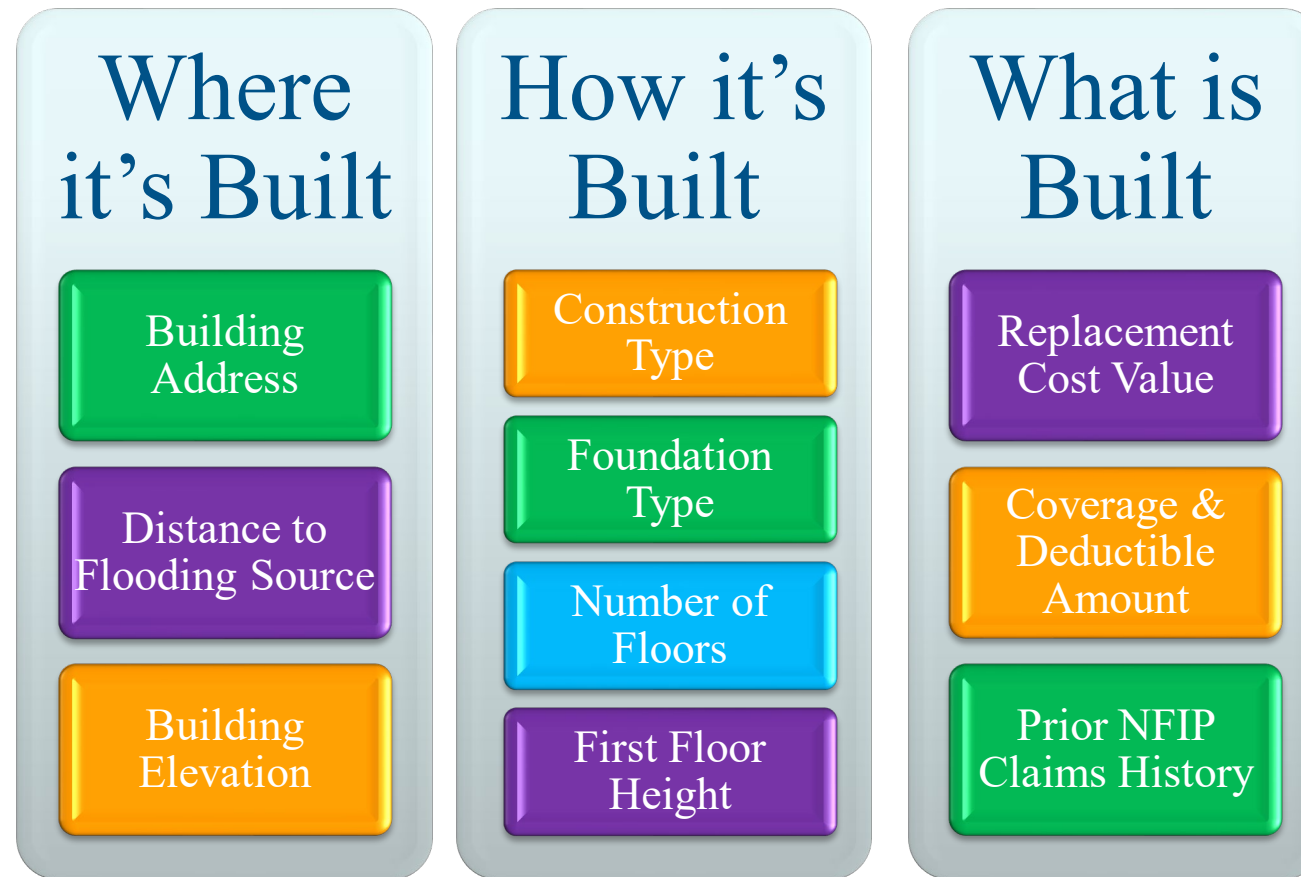 Where
it’s Built
Building
Address
Distance to
Flooding Source
Building
Elevation
How it’s
Built
Construction
Type
Foundation
Type
Number of
Floors
First Floor
Height
What is
Built
Replacement
Cost Value
Coverage &
Deductible
Amount
Prior NFIP
Claims History